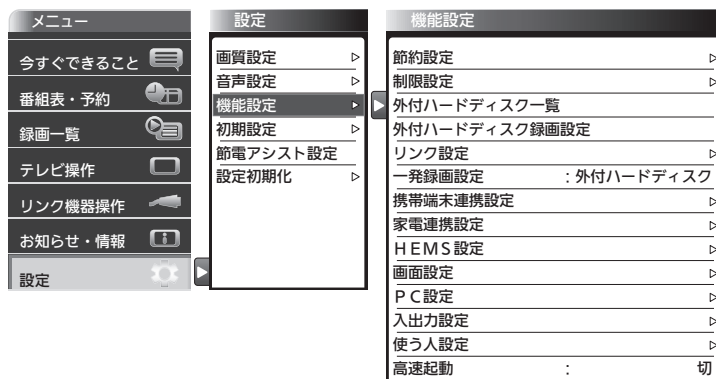 メニュー
今すぐできること
番組表・予約
録画一覧
テレビ操作
リンク機器操作
お知らせ・情報
設定
設定
画質設定
音声設定
機能設定
初期設定
節電アシスト設定
設定初期化
機能設定
節約設定
制限設定
外付ハードディスク一覧
外付ハードディスク録画設定
リンク設定
一発録画設定 : 外付ハードディスク
携帯端末連携設定
家電連携設定
ＨＥＭＳ設定
画面設定
ＰＣ設定
入出力設定
使う人設定
高速起動 : 切